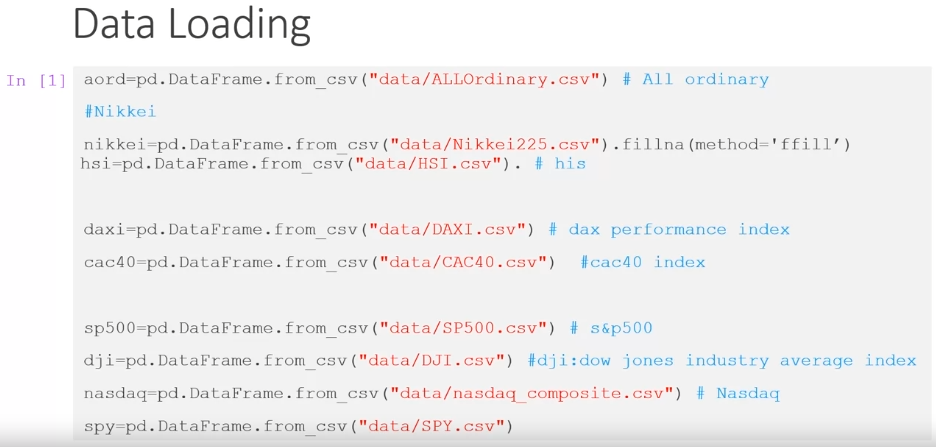 Data Loading
In [1] aord=pd.DataFrame.from_csv("data/ALLOrdinary.csv") # All ordinary
#Nikkei
nikkei=pd.DataFrame.from_csv("data/Nikkei225.csv").fillna(method='ffill’)
hsi=pd.DataFrame.from_csv("data/HSI.csv"). # his
daxi=pd.DataFrame.from_csv("data/DAXI.csv") # dax performance index
cac40=pd.DataFrame.from_csv("data/CAC40.csv") #cac40 index
sp500=pd.DataFrame.from_csv("data/SP500.csv") # s&p500
dji=pd.DataFrame.from_csv("data/DJI.csv") #dji:dow jones industry average index
nasdaq=pd.DataFrame.from_csv("data/nasdaq_composite.csv") # Nasdaq
spy=pd.DataFrame.from_csv("data/SPY.csv")